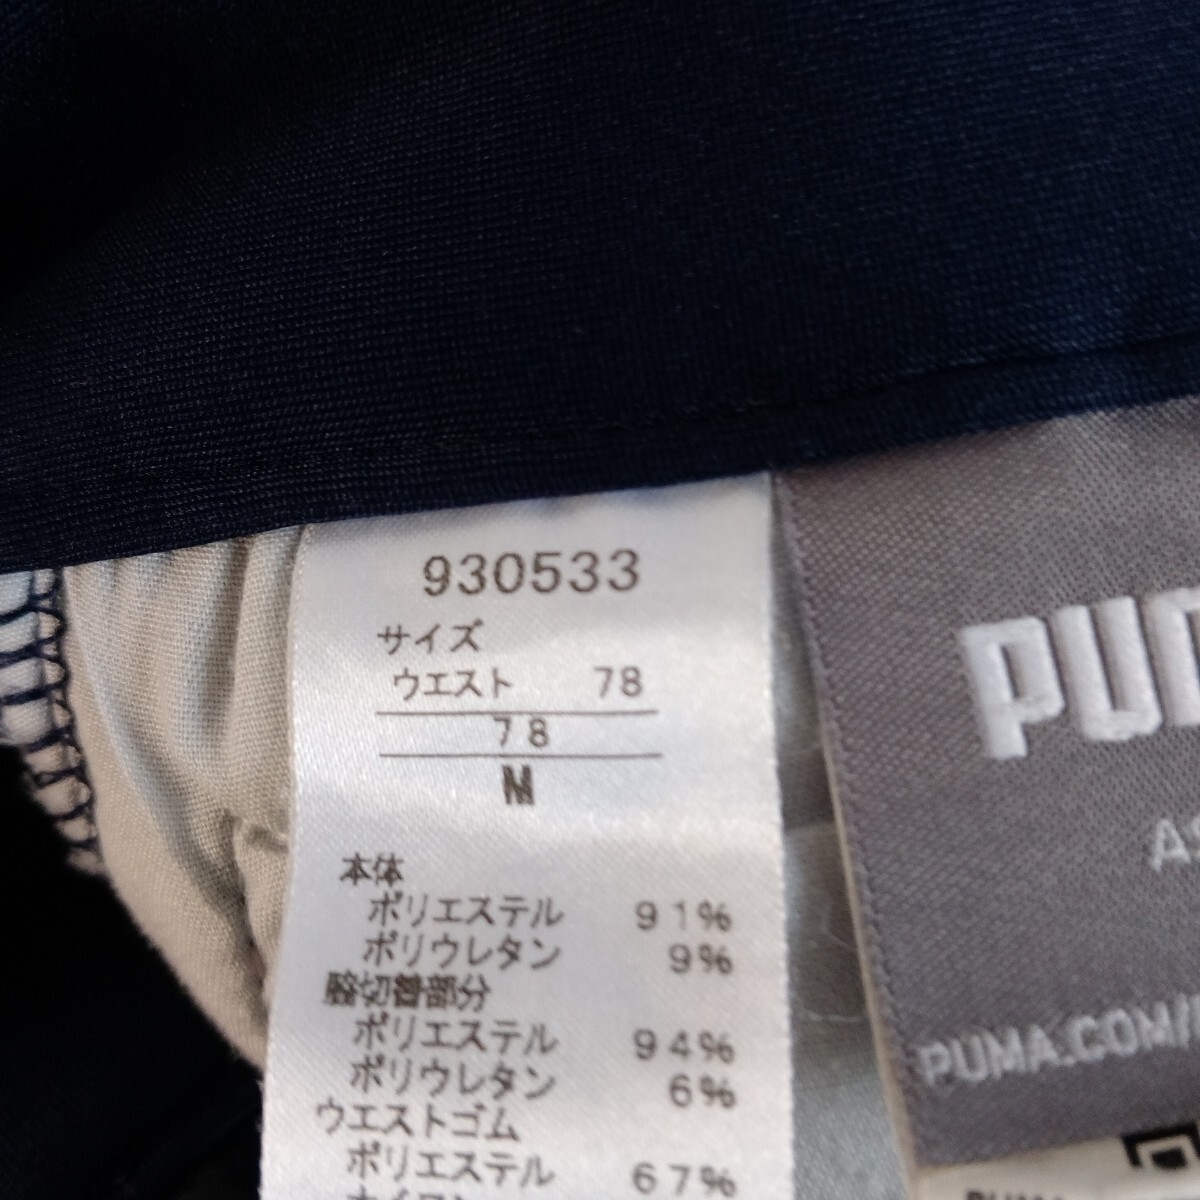 930533
サイズ
ウエスト 78
78
M
本体
ポリエステル 91%
ポリウレタン 9%
脇切替部分
ポリエステル 94%
ポリウレタン 6%
ウエストゴム
ポリエステル 67%
PUMA.COM/